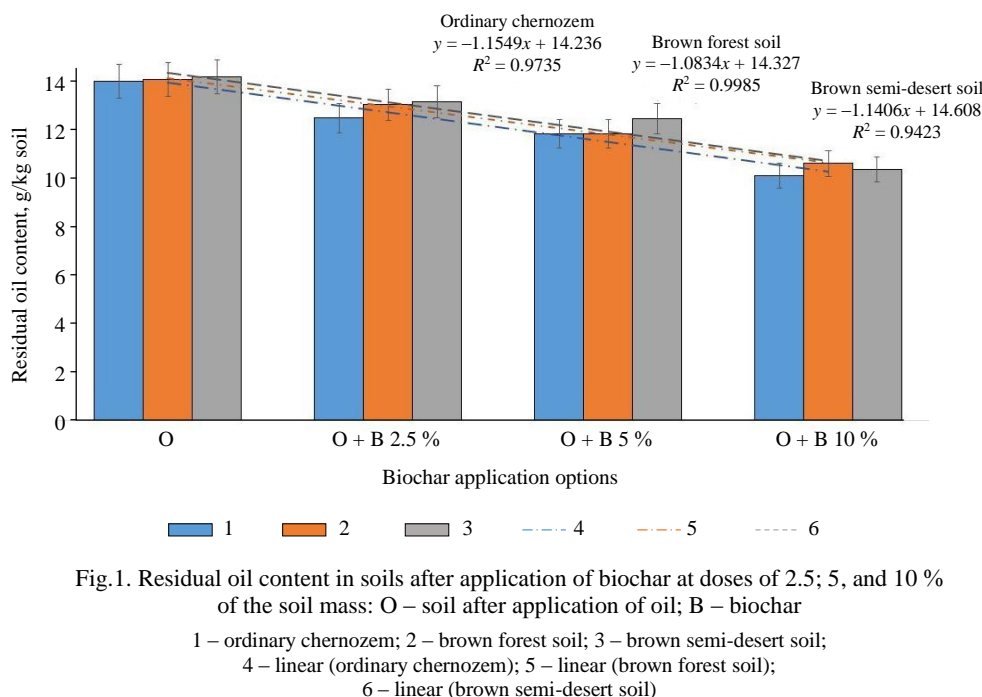 Ordinary chernozem
y = –1.1549x + 14.236
R² = 0.9735
Brown forest soil
y = –1.0834x + 14.327
R² = 0.9985
Brown semi-desert soil
y = –1.1406x + 14.608
R² = 0.9423
Residual oil content, g/kg soil
14
12
10
8
6
4
2
0
O
O + B 2.5 %
O + B 5 %
O + B 10 %
Biochar application options
1 2 3 4 5 6
Fig.1. Residual oil content in soils after application of biochar at doses of 2.5; 5, and 10 %
of the soil mass: O – soil after application of oil; B – biochar
1 – ordinary chernozem; 2 – brown forest soil; 3 – brown semi-desert soil;
4 – linear (ordinary chernozem); 5 – linear (brown forest soil);
6 – linear (brown semi-desert soil)